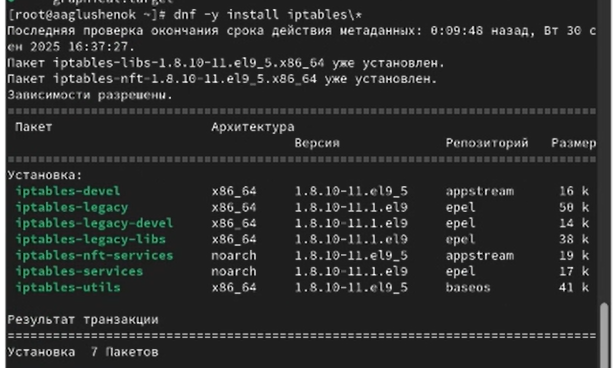 graphical.target
[root@aaglushenok ~]# dnf -y install iptables\*
Последняя проверка окончания срока действия метаданных: 0:09:48 назад, Вт 30 с
ен 2025 16:37:27.
Пакет iptables-libs-1.8.10-11.el9_5.x86_64 уже установлен.
Пакет iptables-nft-1.8.10-11.el9_5.x86_64 уже установлен.
Зависимости разрешены.
Пакет Архитектура
Версия Репозиторий Размер
Установка:
iptables-devel x86_64 1.8.10-11.el9_5 appstream 16 k
iptables-legacy x86_64 1.8.10-11.1.el9 epel 50 k
iptables-legacy-devel x86_64 1.8.10-11.1.el9 epel 14 k
iptables-legacy-libs x86_64 1.8.10-11.1.el9 epel 38 k
iptables-nft-services noarch 1.8.10-11.el9_5 appstream 19 k
iptables-services noarch 1.8.10-11.1.el9 epel 17 k
iptables-utils x86_64 1.8.10-11.el9_5 baseos 41 k
Результат транзакции
Установка 7 Пакетов